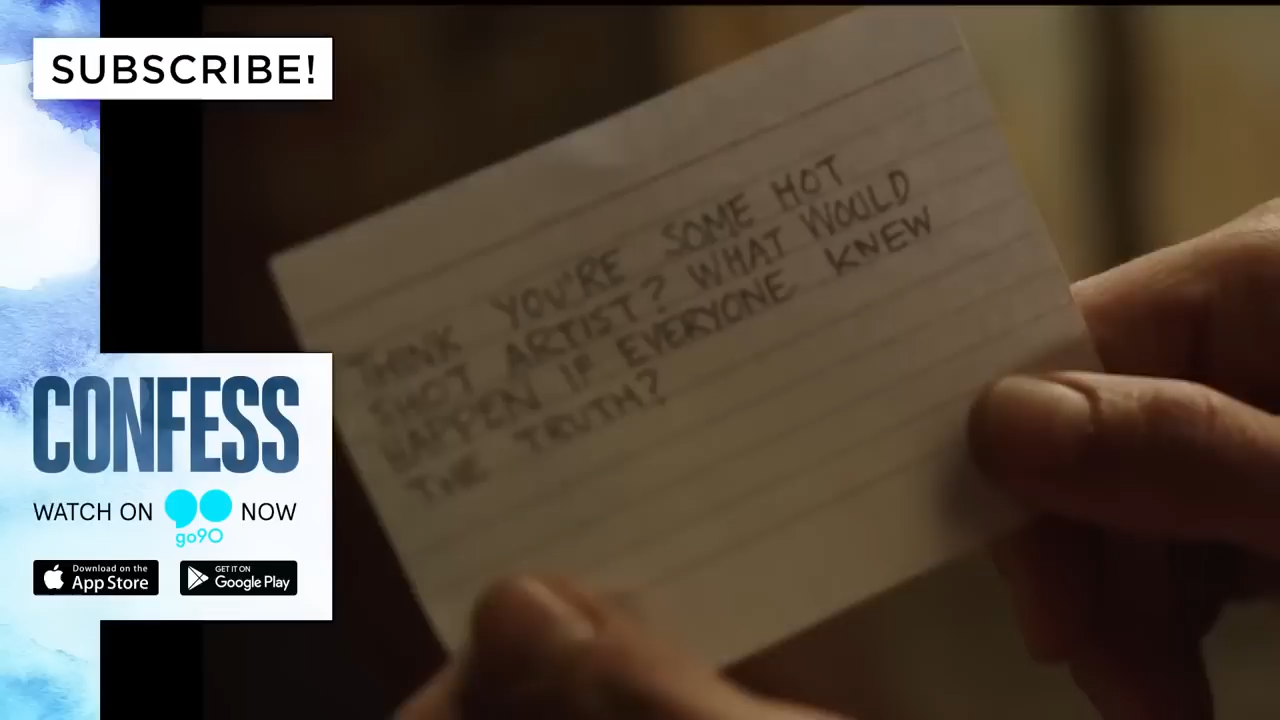 SUBSCRIBE!
THINK YOU'RE SOME HOT
SHOT ARTIST? WHAT WOULD
HAPPEN IF EVERYONE KNEW
THE TRUTH?
CONFESS
WATCH ON go90 NOW
Download on the
App Store
GET IT ON
Google Play